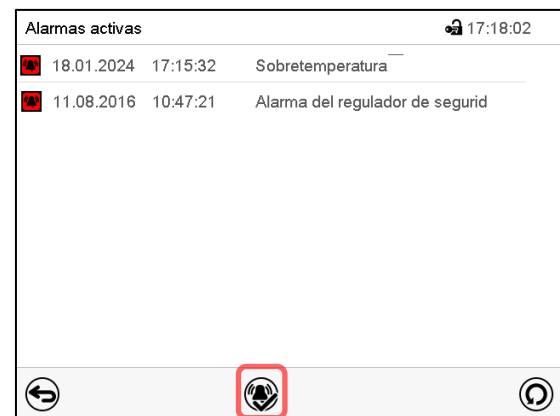 Alarmas activas 17:18:02
18.01.2024 17:15:32 Sobretemperatura
11.08.2016 10:47:21 Alarma del regulador de segurid